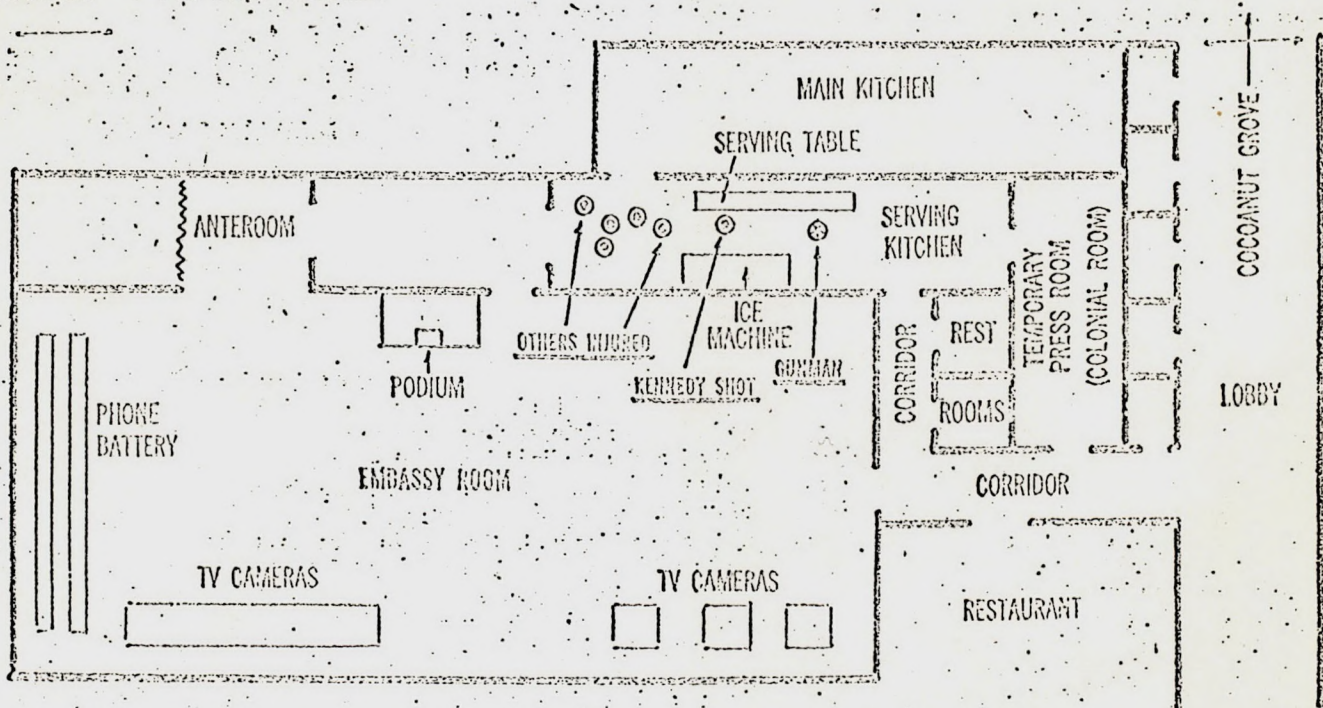 MAIN KITCHEN
COCOANUT GROVE
SERVING TABLE
ANTEROOM
SERVING
KITCHEN
TEMPORARY
PRESS ROOM
(COLONIAL ROOM)
ICE
MACHINE
OTHERS INJURED
KENNEDY SHOT
GUNMAN
CORRIDOR
REST
ROOMS
PODIUM
LOBBY
PHONE
BATTERY
EMBASSY ROOM
CORRIDOR
TV CAMERAS
TV CAMERAS
RESTAURANT